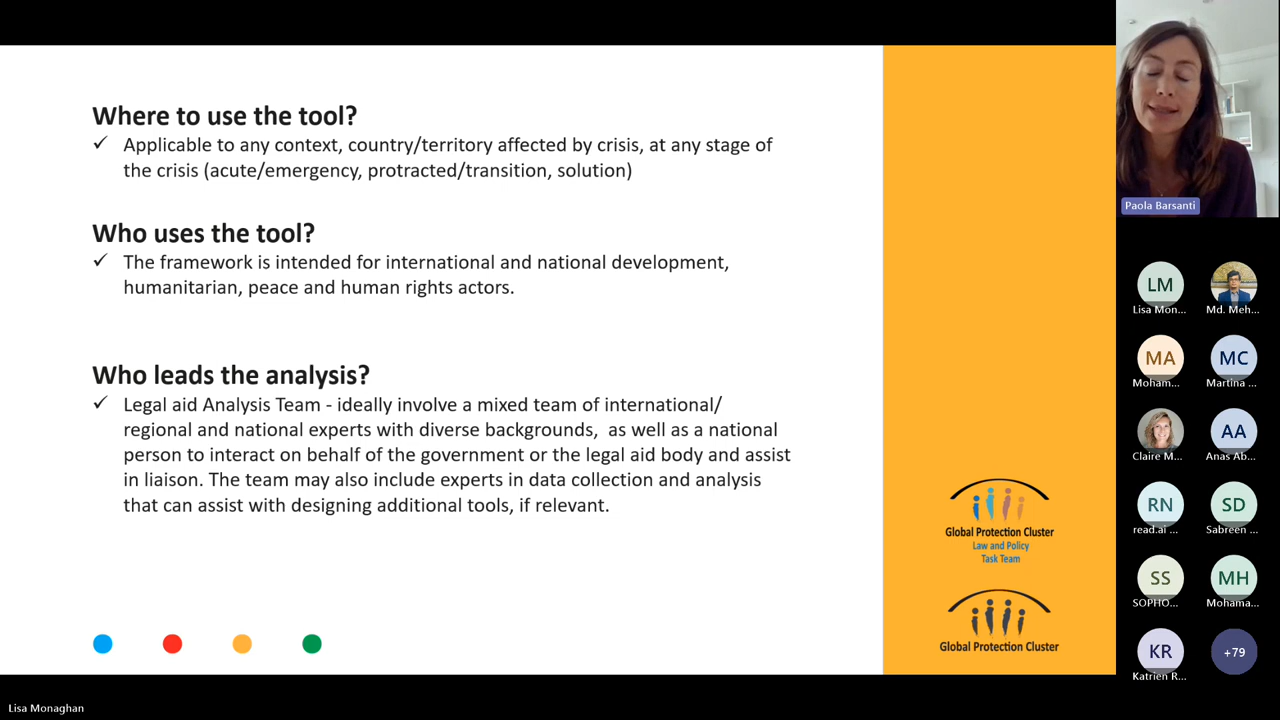 Where to use the tool?
✓ Applicable to any context, country/territory affected by crisis, at any stage of
the crisis (acute/emergency, protracted/transition, solution)
Who uses the tool?
✓ The framework is intended for international and national development,
humanitarian, peace and human rights actors.
Who leads the analysis?
✓ Legal aid Analysis Team - ideally involve a mixed team of international/
regional and national experts with diverse backgrounds, as well as a national
person to interact on behalf of the government or the legal aid body and assist
in liaison. The team may also include experts in data collection and analysis
that can assist with designing additional tools, if relevant.
Global Protection Cluster
Law and Policy
Task Team
Global Protection Cluster
Paola Barsanti
LM
Lisa Mon...
Md. Meh...
MA
Moham...
MC
Martina ...
Claire M...
AA
Anas Ab...
RN
read.ai ...
SD
Sabreen ...
SS
SOPHO...
MH
Mohama...
KR
Katrien R...
+79
Lisa Monaghan